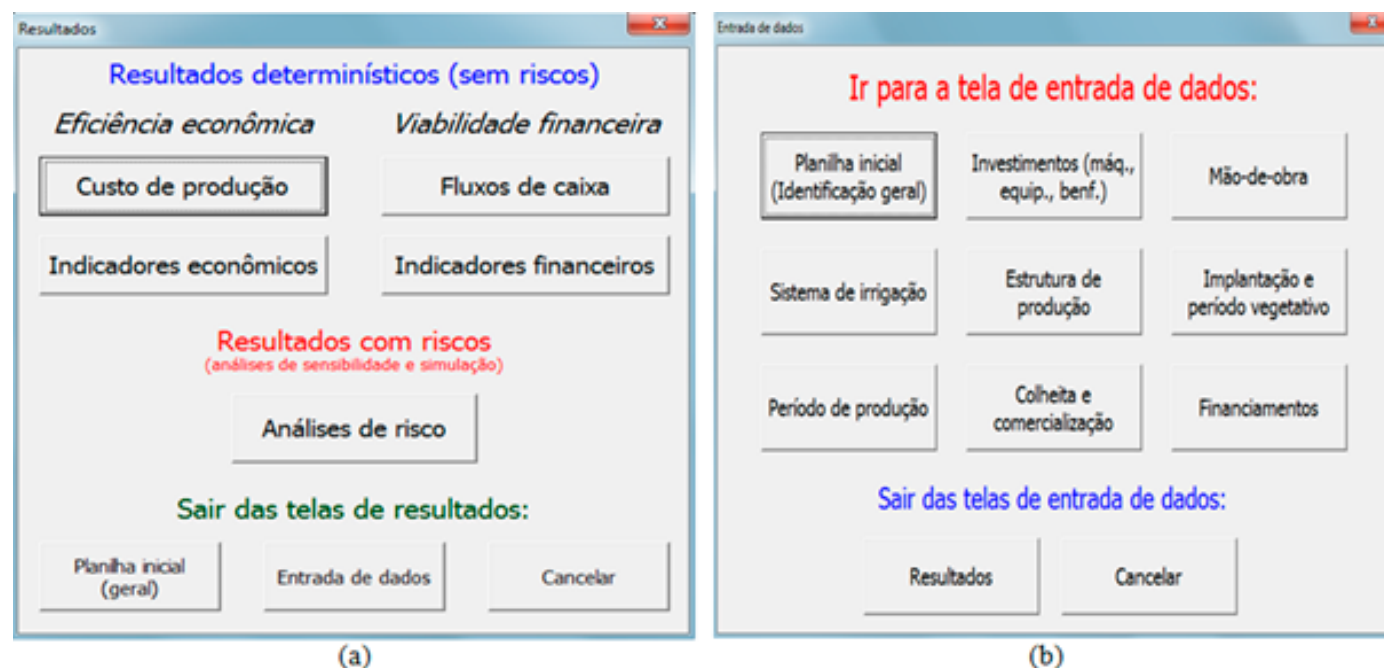 Resultados
Resultados determinísticos (sem riscos)
Eficiência econômica
Viabilidade financeira
Custo de produção
Fluxos de caixa
Indicadores econômicos
Indicadores financeiros
Resultados com riscos
(análises de sensibilidade e simulação)
Análises de risco
Sair das telas de resultados:
Planilha inicial
(geral)
Entrada de dados
Cancelar
(a)
Entrada de dados
Ir para a tela de entrada de dados:
Planilha inicial
(Identificação geral)
Investimentos (máq.,
equip., benf.)
Mão-de-obra
Sistema de irrigação
Estrutura de
produção
Implantação e
período vegetativo
Período de produção
Colheita e
comercialização
Financiamentos
Sair das telas de entrada de dados:
Resultados
Cancelar
(b)